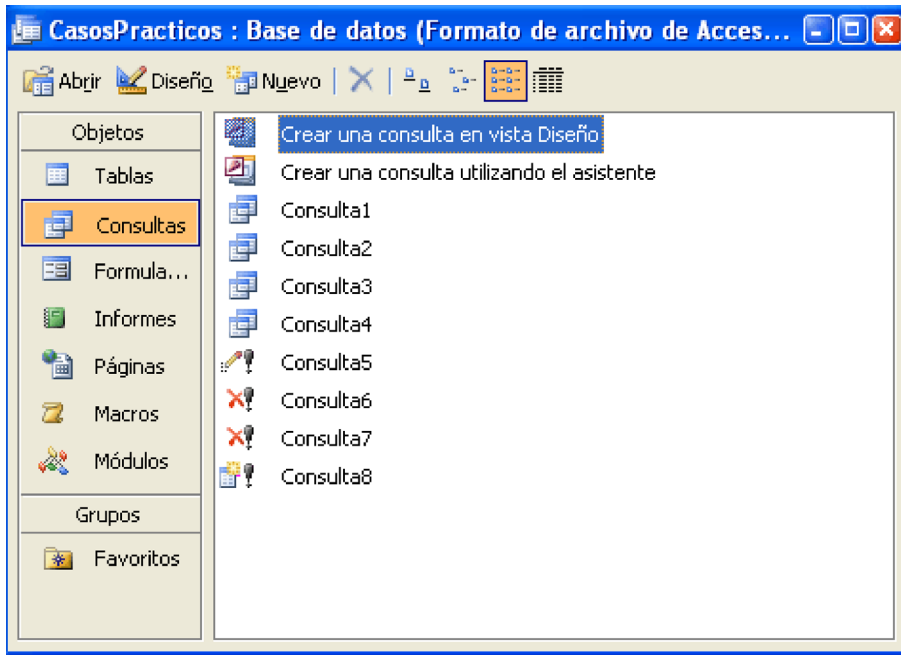 CasosPracticos : Base de datos (Formato de archivo de Acces...
Abrir Diseño Nuevo
Objetos
Tablas
Consultas
Formula...
Informes
Páginas
Macros
Módulos
Grupos
Favoritos
Crear una consulta en vista Diseño
Crear una consulta utilizando el asistente
Consulta1
Consulta2
Consulta3
Consulta4
Consulta5
Consulta6
Consulta7
Consulta8